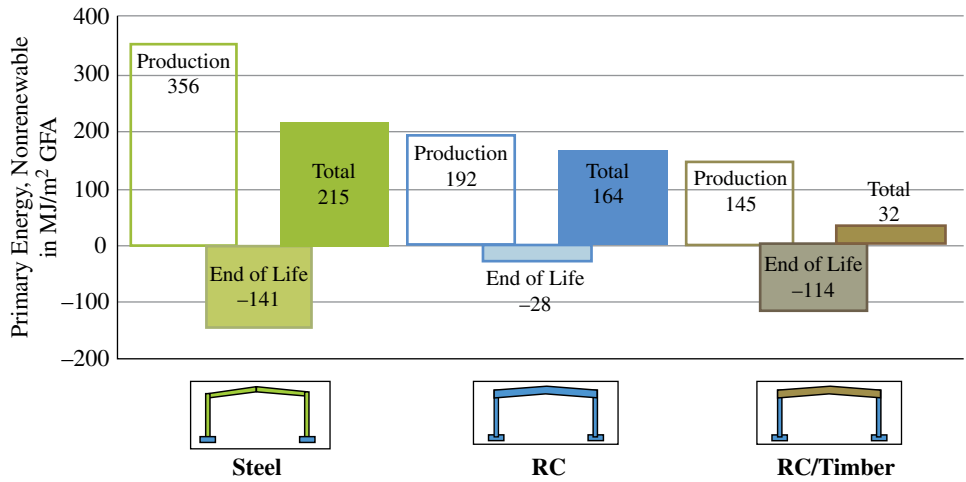 Primary Energy, Nonrenewable
in MJ/m² GFA
400
300
200
100
0
–100
–200
Production
356
End of Life
–141
Total
215
Production
192
End of Life
–28
Total
164
Production
145
End of Life
–114
Total
32
Steel
RC
RC/Timber